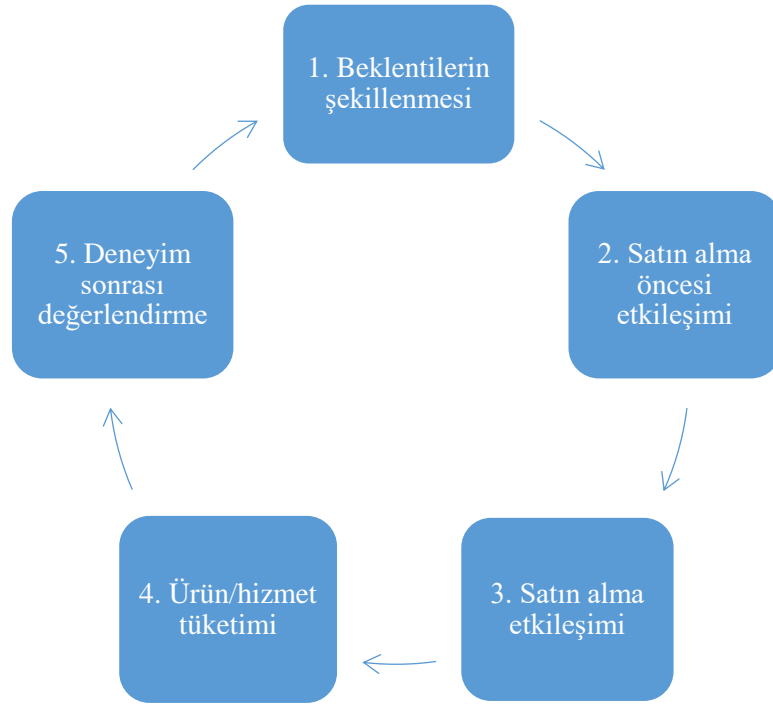 1. Beklentilerin
şekillenmesi
2. Satın alma
öncesi
etkileşimi
3. Satın alma
etkileşimi
4. Ürün/hizmet
tüketimi
5. Deneyim
sonrası
değerlendirme